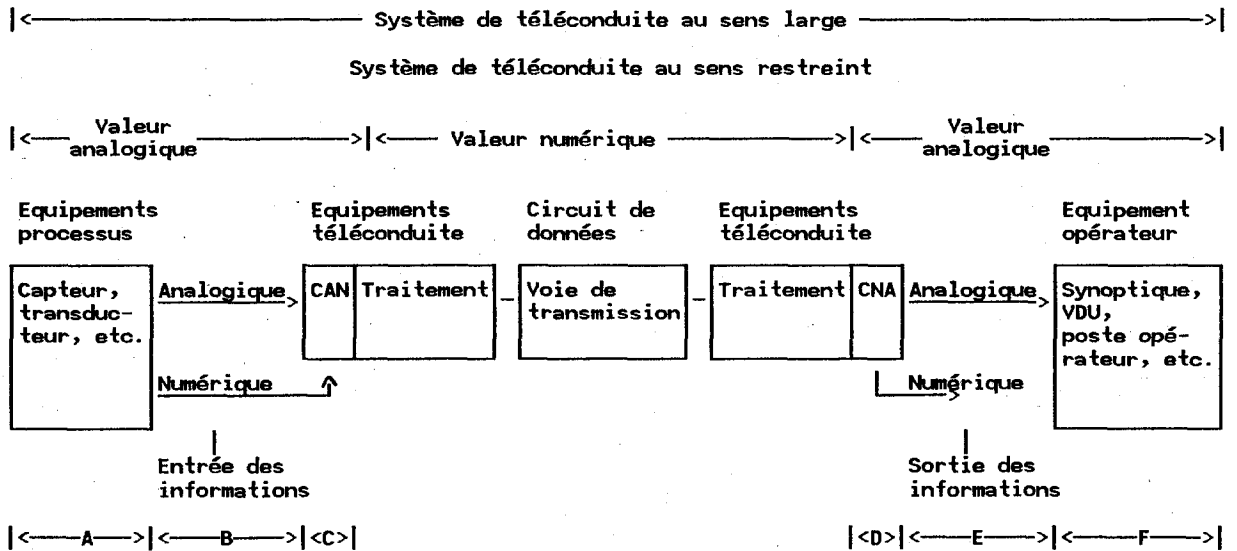 Système de téléconduite au sens large
Système de téléconduite au sens restreint
Valeur analogique
Valeur numérique
Valeur analogique
Equipements processus
Equipements téléconduite
Circuit de données
Equipements téléconduite
Equipement opérateur
Capteur,
transduc-
teur, etc.
Analogique
Numérique
CAN
Traitement
Voie de
transmission
Traitement
CNA
Analogique
Numérique
Synoptique,
VDU,
poste opé-
rateur, etc.
Entrée des
informations
Sortie des
informations
A
B
C
D
E
F